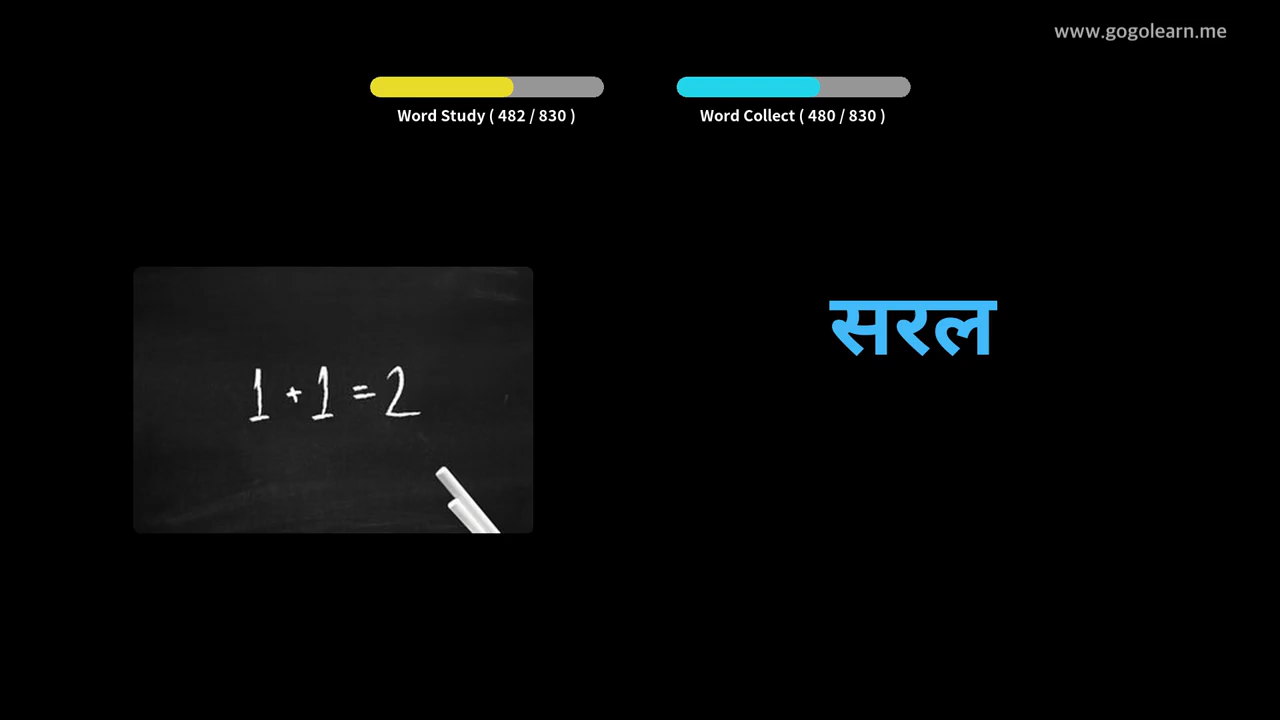 www.gogolearn.me
Word Study ( 482 / 830 )
Word Collect ( 480 / 830 )
सरल
1 + 1 = 2